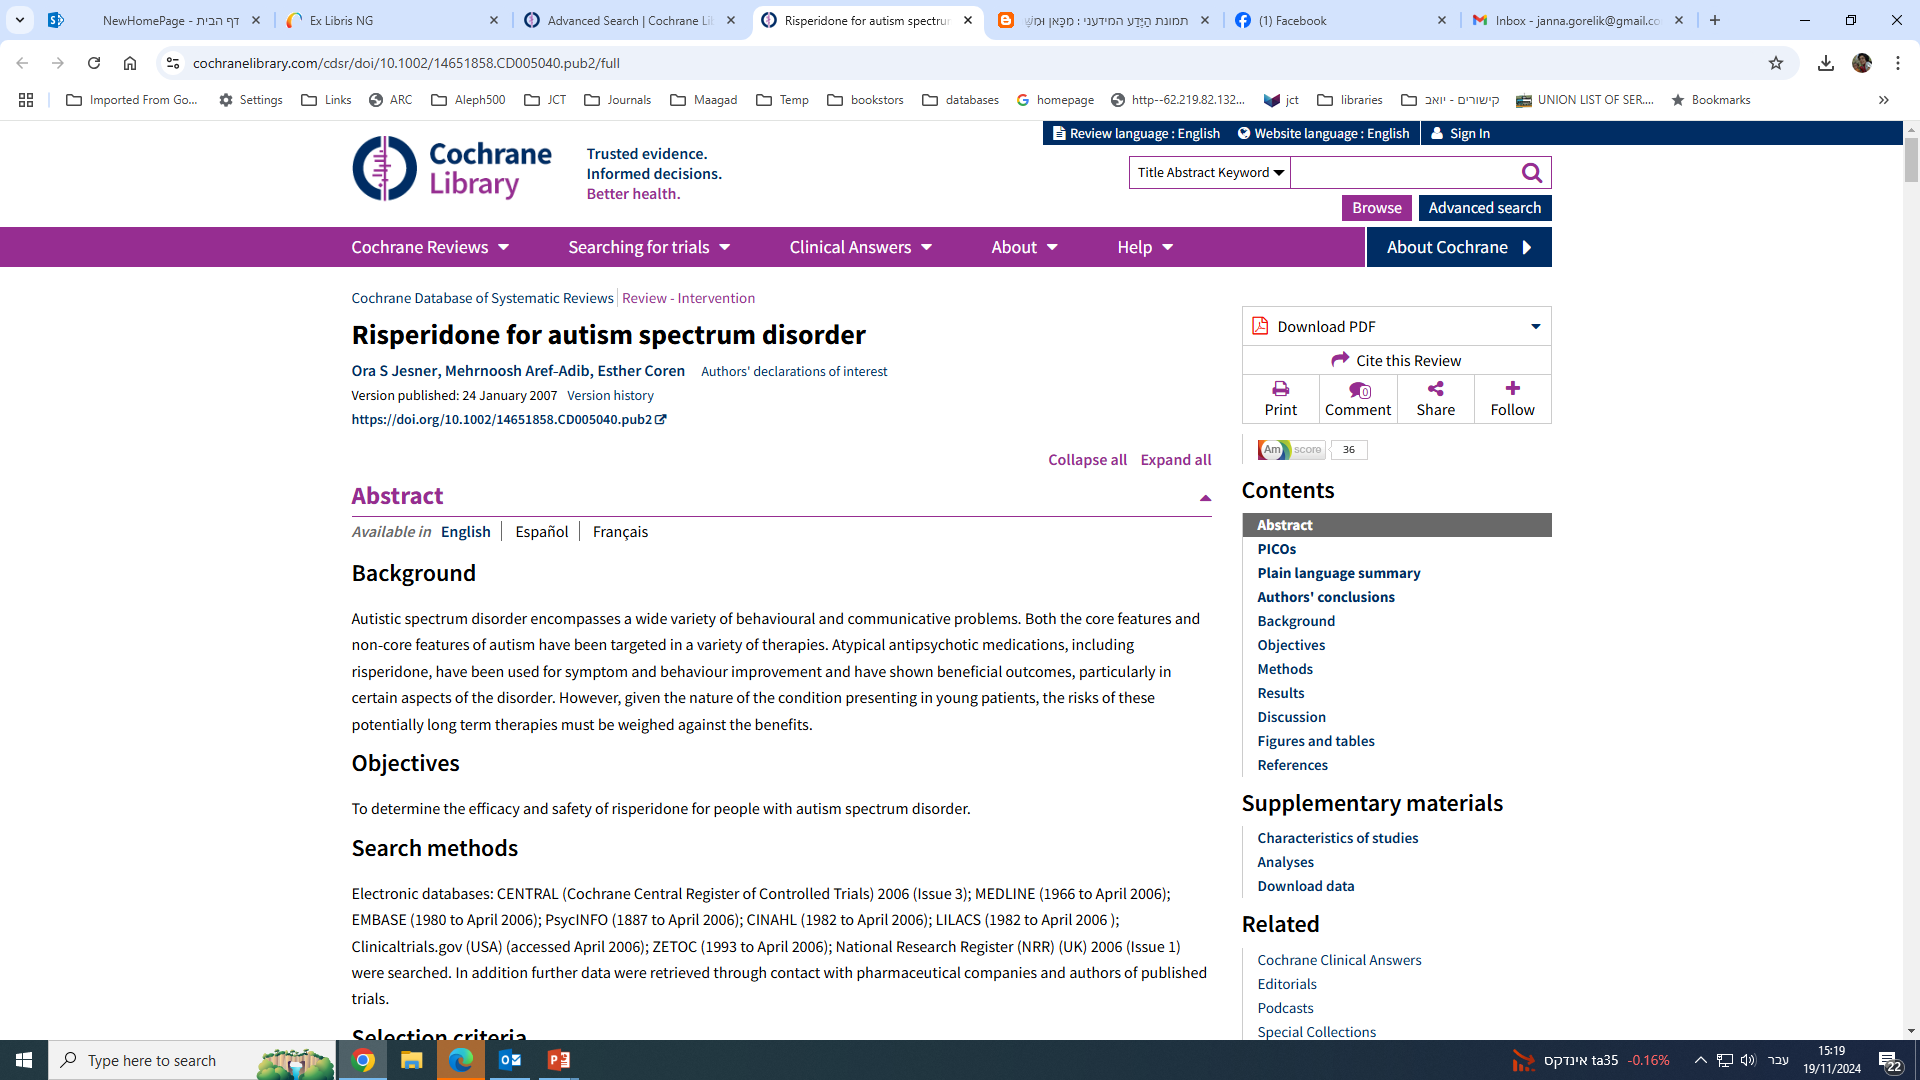 NewHomePage - דף הבית
Ex Libris NG
Advanced Search | Cochrane Li
Risperidone for autism spectru
(1) Facebook
Inbox - janna.gorelik@gmail.co
cochranelibrary.com/cdsr/doi/10.1002/14651858.CD005040.pub2/full
Imported From Go...
Settings
Links
ARC
Aleph500
JCT
Journals
Maagad
Temp
bookstors
databases
homepage
http--62.219.82.132...
jct
libraries
קישורים - יואב
UNION LIST OF SER....
Bookmarks
Review language : English
Website language : English
Sign In
Cochrane
Library
Trusted evidence.
Informed decisions.
Better health.
Title Abstract Keyword
Browse
Advanced search
Cochrane Reviews
Searching for trials
Clinical Answers
About
Help
About Cochrane
Cochrane Database of Systematic Reviews
Review - Intervention
Risperidone for autism spectrum disorder
Ora S Jesner, Mehrnoosh Aref-Adib, Esther Coren Authors' declarations of interest
Version published: 24 January 2007 Version history
https://doi.org/10.1002/14651858.CD005040.pub2
Collapse all Expand all
Abstract
Available in English Español Français
Background
Autistic spectrum disorder encompasses a wide variety of behavioural and communicative problems. Both the core features and
non-core features of autism have been targeted in a variety of therapies. Atypical antipsychotic medications, including
risperidone, have been used for symptom and behaviour improvement and have shown beneficial outcomes, particularly in
certain aspects of the disorder. However, given the nature of the condition presenting in young patients, the risks of these
potentially long term therapies must be weighed against the benefits.
Objectives
To determine the efficacy and safety of risperidone for people with autism spectrum disorder.
Search methods
Electronic databases: CENTRAL (Cochrane Central Register of Controlled Trials) 2006 (Issue 3); MEDLINE (1966 to April 2006);
EMBASE (1980 to April 2006); PsycINFO (1887 to April 2006); CINAHL (1982 to April 2006); LILACS (1982 to April 2006 );
Clinicaltrials.gov (USA) (accessed April 2006); ZETOC (1993 to April 2006); National Research Register (NRR) (UK) 2006 (Issue 1)
were searched. In addition further data were retrieved through contact with pharmaceutical companies and authors of published
trials.
Selection criteria
Download PDF
Cite this Review
Print
Comment
0
Share
Follow
Am score 36
Contents
Abstract
PICOs
Plain language summary
Authors' conclusions
Background
Objectives
Methods
Results
Discussion
Figures and tables
References
Supplementary materials
Characteristics of studies
Analyses
Download data
Related
Cochrane Clinical Answers
Editorials
Podcasts
Special Collections
Type here to search
אינדקס ta35 -0.16%
עבר
15:19
19/11/2024
22